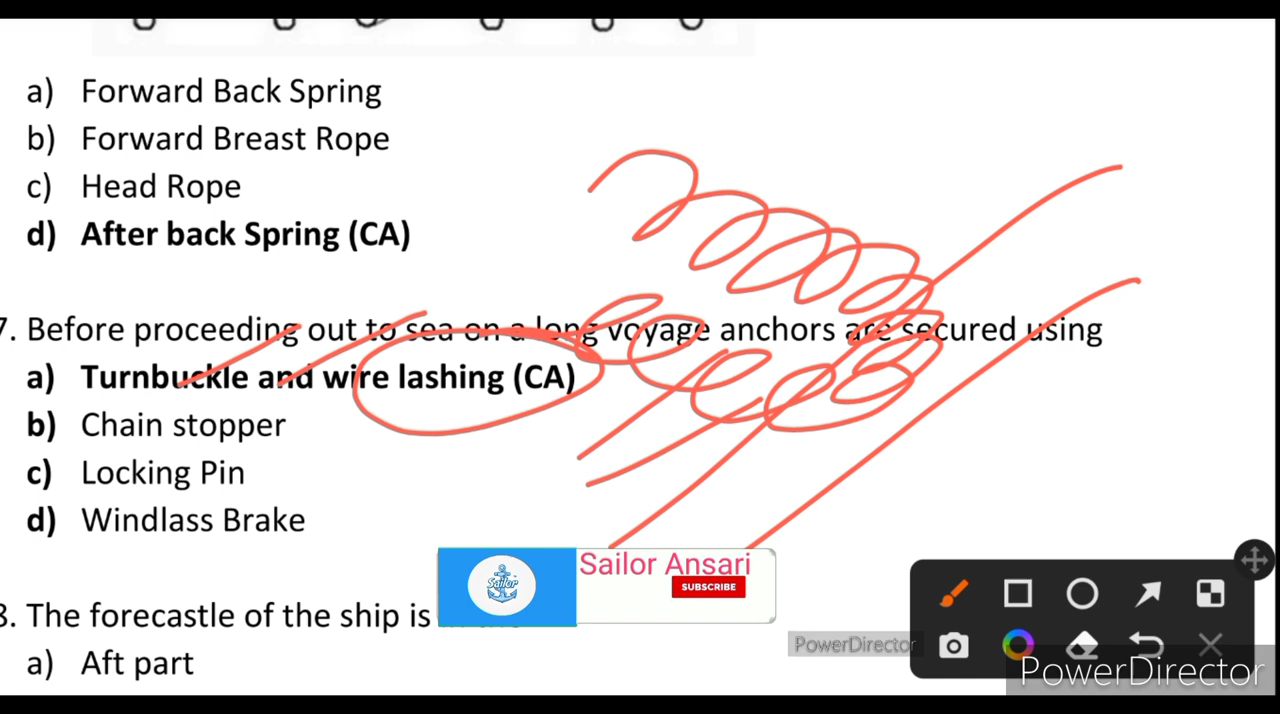 a) Forward Back Spring
b) Forward Breast Rope
c) Head Rope
d) After back Spring (CA)
7. Before proceeding out to sea on a long voyage anchors are secured using
a) Turnbuckle and wire lashing (CA)
b) Chain stopper
c) Locking Pin
d) Windlass Brake
Sailor
Sailor Ansari
SUBSCRIBE
8. The forecastle of the ship is
a) Aft part
PowerDirector
PowerDirector